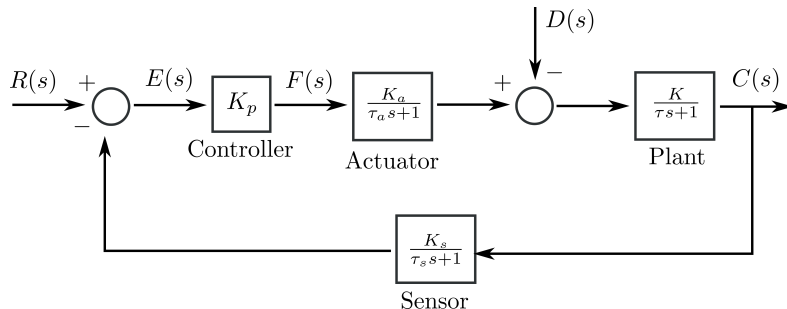 D(s)
R(s)
+
−
E(s)
K_p
Controller
F(s)
K_a
τ_a s+1
Actuator
+
−
K
τs+1
Plant
C(s)
K_s
τ_s s+1
Sensor